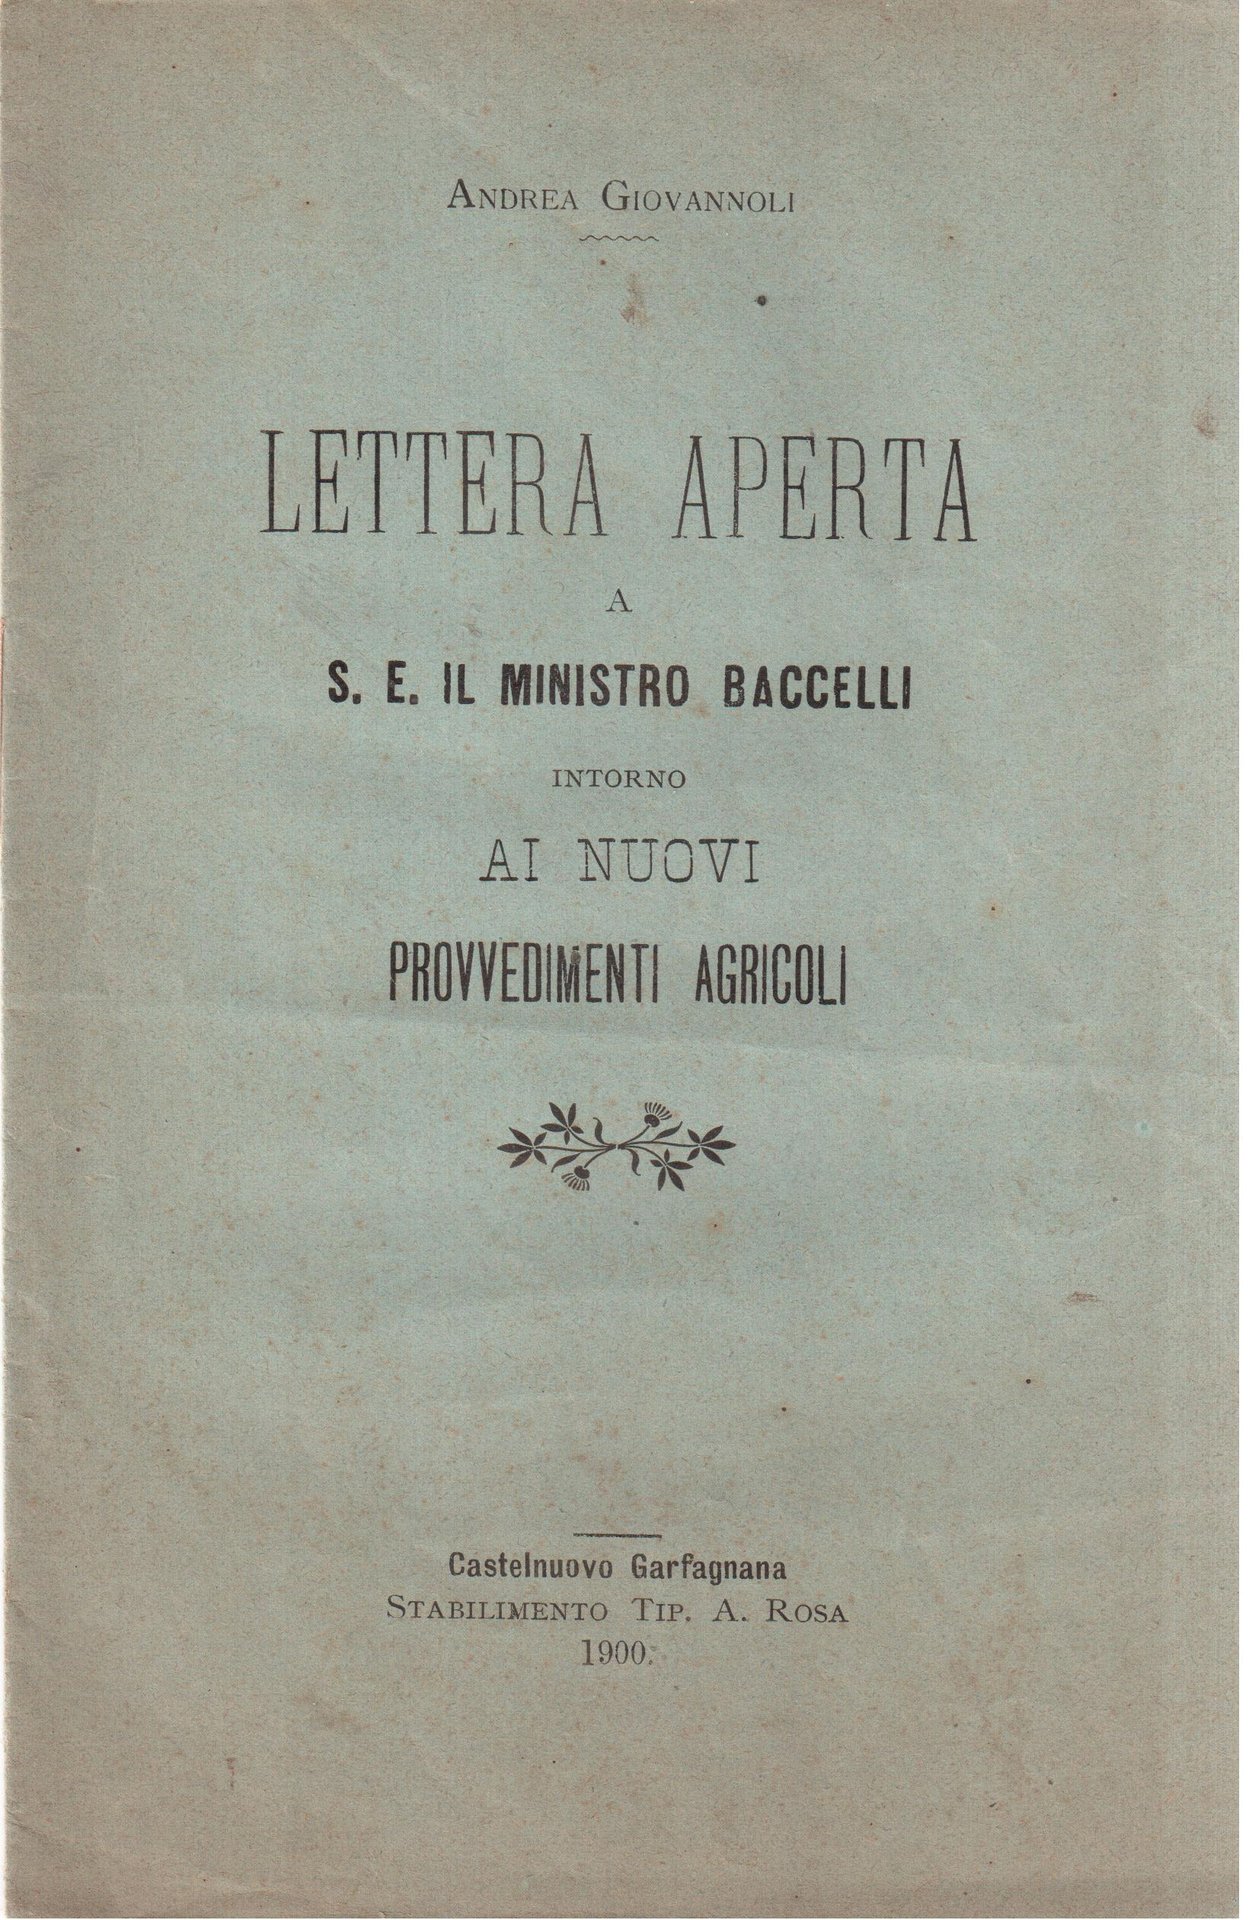 ANDREA GIOVANNOLI
LETTERA APERTA
A
S. E. IL MINISTRO BACCELLI
INTORNO
AI NUOVI
PROVVEDIMENTI AGRICOLI
Castelnuovo Garfagnana
STABILIMENTO TIP. A. ROSA
1900.